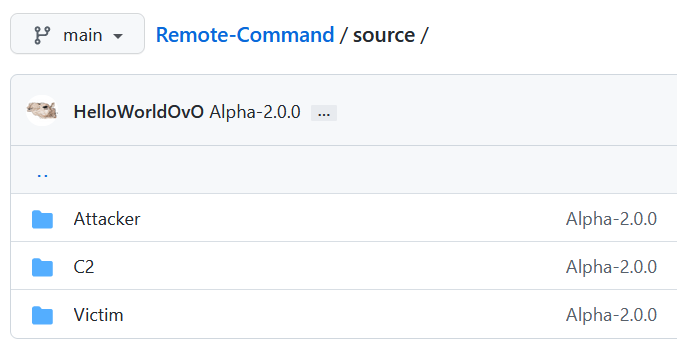 main Remote-Command / source /
HelloWorldOvO Alpha-2.0.0 ...
..
Attacker Alpha-2.0.0
C2 Alpha-2.0.0
Victim Alpha-2.0.0